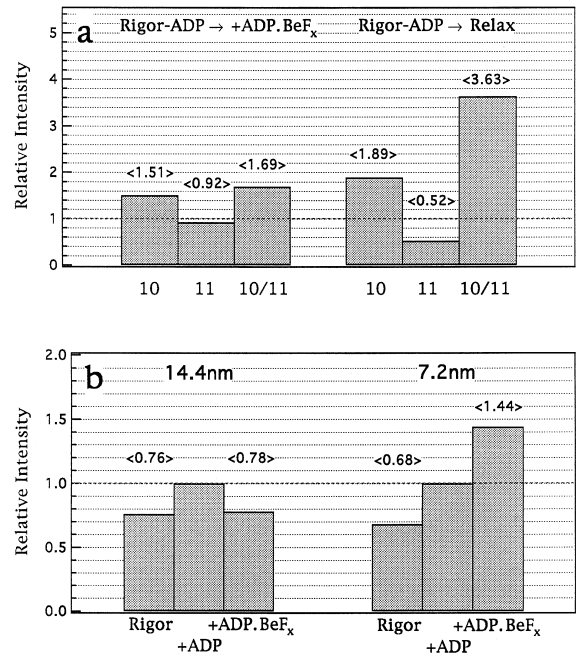 a
Rigor-ADP → +ADP.BeFx
Rigor-ADP → Relax
Relative Intensity
5
4
3
2
1
0
<1.51>
<0.92>
<1.69>
<1.89>
<0.52>
<3.63>
10 11 10/11 10 11 10/11
b
14.4nm
7.2nm
Relative Intensity
2.0
1.5
1.0
0.5
0.0
<0.76>
<0.78>
<0.68>
<1.44>
Rigor +ADP.BeFx Rigor +ADP.BeFx
+ADP +ADP